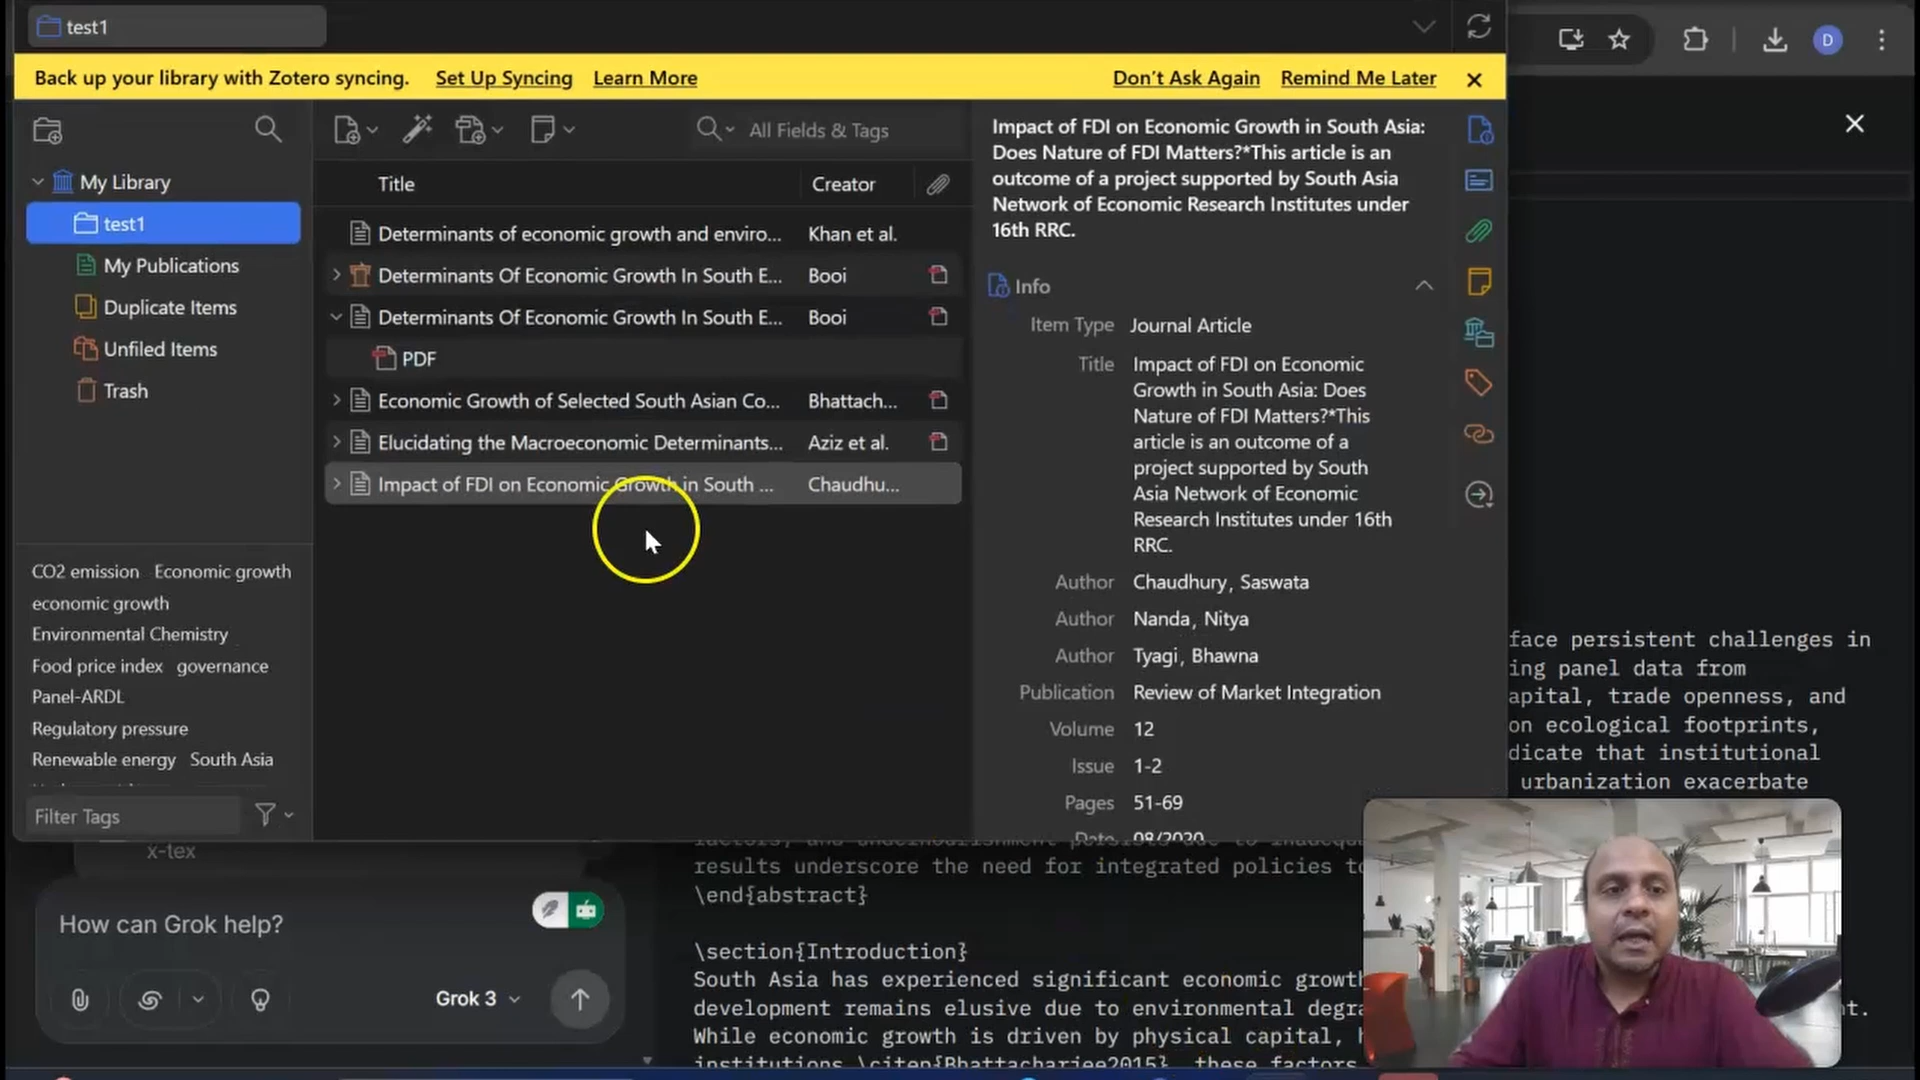 test1
Back up your library with Zotero syncing. Set Up Syncing Learn More Don't Ask Again Remind Me Later
D
All Fields & Tags
My Library
test1
My Publications
Duplicate Items
Unfiled Items
Trash
CO2 emission Economic growth
economic growth
Environmental Chemistry
Food price index governance
Panel-ARDL
Regulatory pressure
Renewable energy South Asia
Filter Tags
Title Creator
Determinants of economic growth and enviro... Khan et al.
Determinants Of Economic Growth In South E... Booi
Determinants Of Economic Growth In South E... Booi
PDF
Economic Growth of Selected South Asian Co... Bhattach...
Elucidating the Macroeconomic Determinants... Aziz et al.
Impact of FDI on Economic Growth in South ... Chaudhu...
Impact of FDI on Economic Growth in South Asia:
Does Nature of FDI Matters?*This article is an
outcome of a project supported by South Asia
Network of Economic Research Institutes under
16th RRC.
Info
Item Type Journal Article
Title Impact of FDI on Economic
Growth in South Asia: Does
Nature of FDI Matters?*This
article is an outcome of a
project supported by South
Asia Network of Economic
Research Institutes under 16th
RRC.
Author Chaudhury, Saswata
Author Nanda, Nitya
Author Tyagi, Bhawna
Publication Review of Market Integration
Volume 12
Issue 1-2
Pages 51-69
Date 08/2020
face persistent challenges in
ing panel data from
apital, trade openness, and
on ecological footprints,
dicate that institutional
urbanization exacerbate
x-tex
How can Grok help?
Grok 3
results underscore the need for integrated policies to
\end{abstract}
\section{Introduction}
South Asia has experienced significant economic growth
development remains elusive due to environmental degra
While economic growth is driven by physical capital, h
institutions \citep{Bhattacharjee2015}, these factors